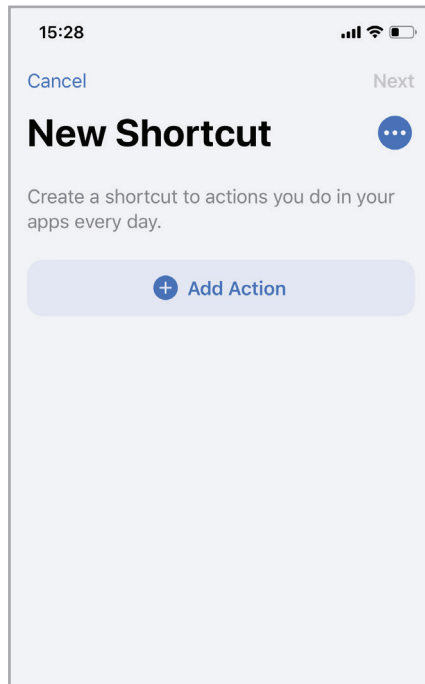 15:28
Cancel Next
New Shortcut
Create a shortcut to actions you do in your
apps every day.
Add Action